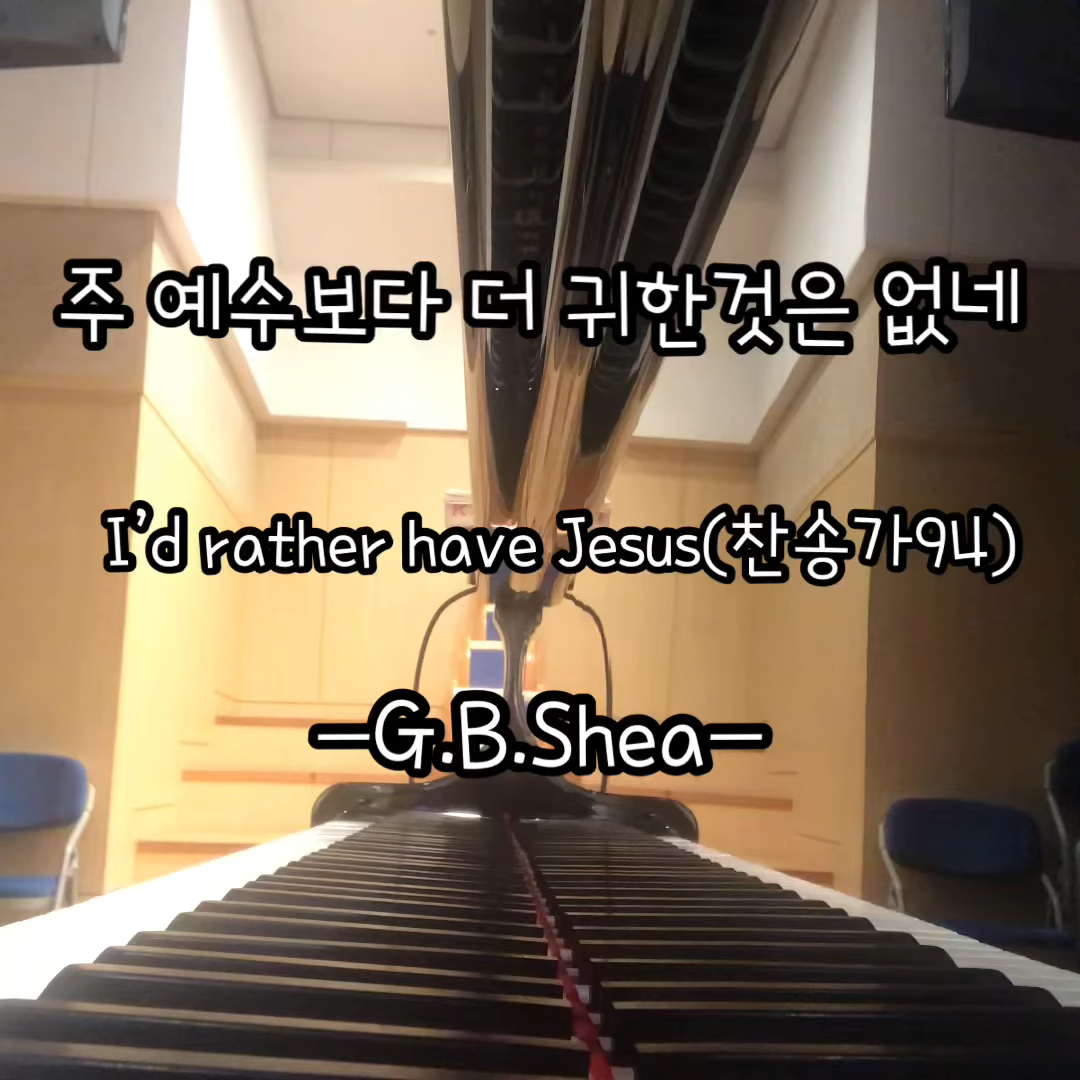 주 예수보다 더 귀한것은 없네
I'd rather have Jesus(찬송가94)
-G.B.Shea-